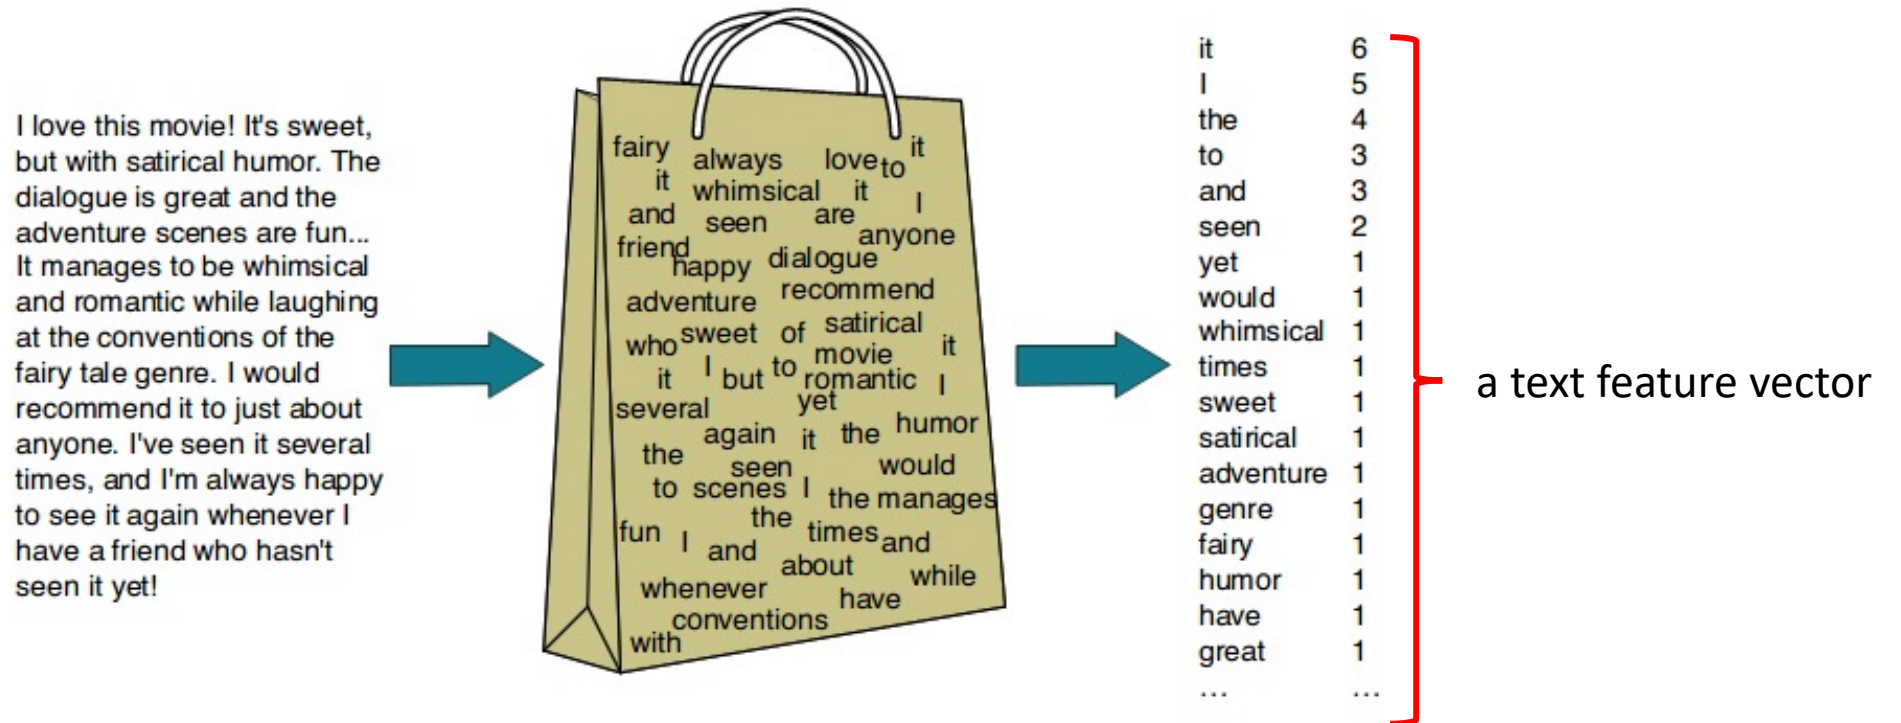 I love this movie! It's sweet,
but with satirical humor. The
dialogue is great and the
adventure scenes are fun...
It manages to be whimsical
and romantic while laughing
at the conventions of the
fairy tale genre. I would
recommend it to just about
anyone. I've seen it several
times, and I'm always happy
to see it again whenever I
have a friend who hasn't
seen it yet!
fairy always love to it
it whimsical it I
and seen are anyone
friend happy dialogue
adventure recommend
who sweet of satirical
it I but to movie it
romantic I
several yet
again it the humor
the seen would
to scenes I the manages
fun I the times and
and about
whenever have while
conventions
with
it 6
I 5
the 4
to 3
and 3
seen 2
yet 1
would 1
whimsical 1
times 1
sweet 1
satirical 1
adventure 1
genre 1
fairy 1
humor 1
have 1
great 1
... ...
a text feature vector